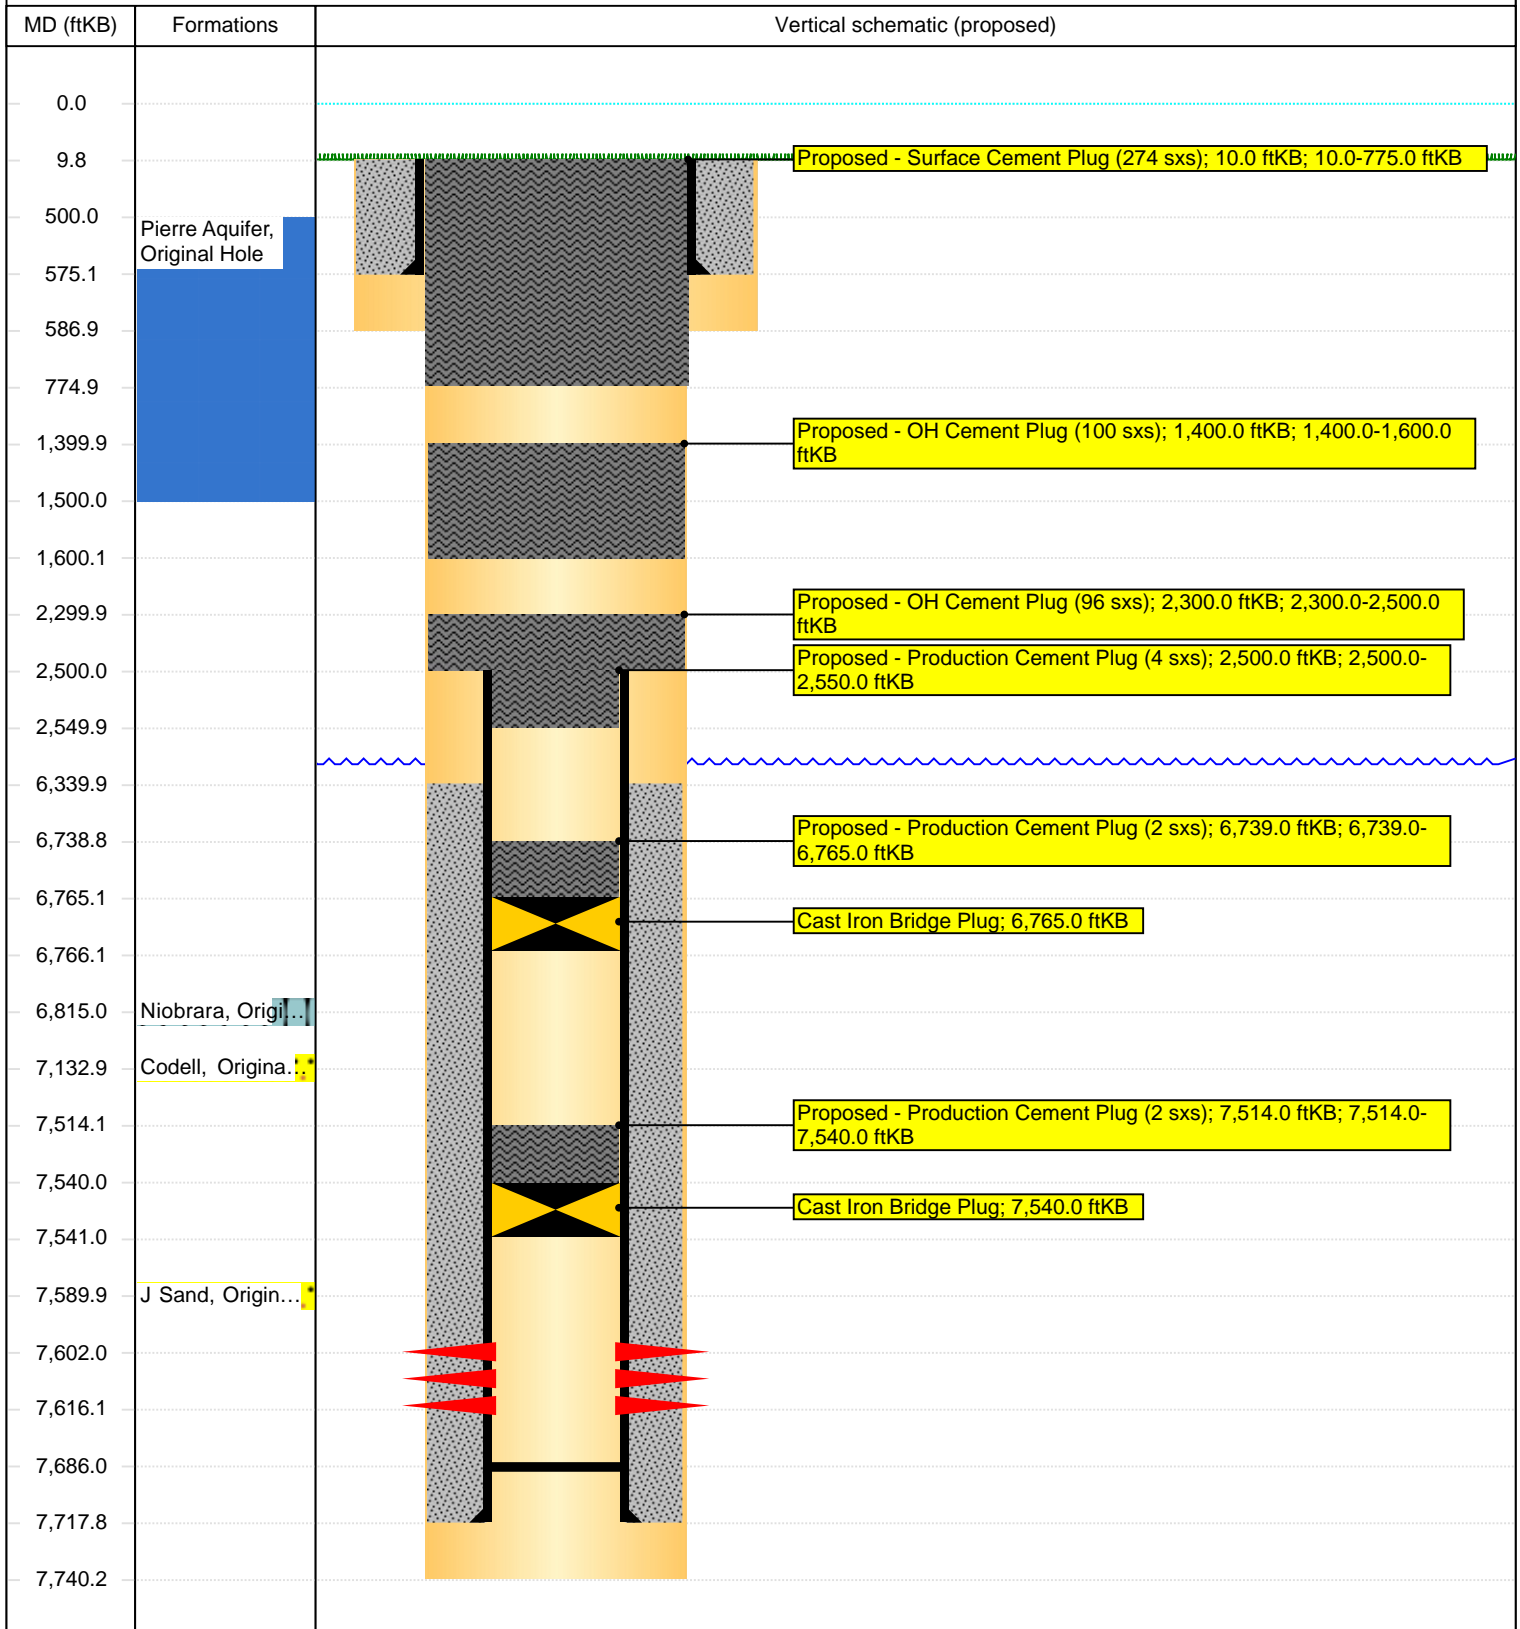 MD (ftKB)
Formations
Vertical schematic (proposed)
0.0
9.8
Proposed - Surface Cement Plug (274 sxs); 10.0 ftKB; 10.0-775.0 ftKB
500.0
Pierre Aquifer,
Original Hole
575.1
586.9
774.9
1,399.9
Proposed - OH Cement Plug (100 sxs); 1,400.0 ftKB; 1,400.0-1,600.0
ftKB
1,500.0
1,600.1
2,299.9
Proposed - OH Cement Plug (96 sxs); 2,300.0 ftKB; 2,300.0-2,500.0
ftKB
2,500.0
Proposed - Production Cement Plug (4 sxs); 2,500.0 ftKB; 2,500.0-
2,550.0 ftKB
2,549.9
6,339.9
6,738.8
Proposed - Production Cement Plug (2 sxs); 6,739.0 ftKB; 6,739.0-
6,765.0 ftKB
6,765.1
Cast Iron Bridge Plug; 6,765.0 ftKB
6,766.1
6,815.0
Niobrara, Origi...
7,132.9
Codell, Origina...
7,514.1
Proposed - Production Cement Plug (2 sxs); 7,514.0 ftKB; 7,514.0-
7,540.0 ftKB
7,540.0
Cast Iron Bridge Plug; 7,540.0 ftKB
7,541.0
7,589.9
J Sand, Origin...
7,602.0
7,616.1
7,686.0
7,717.8
7,740.2